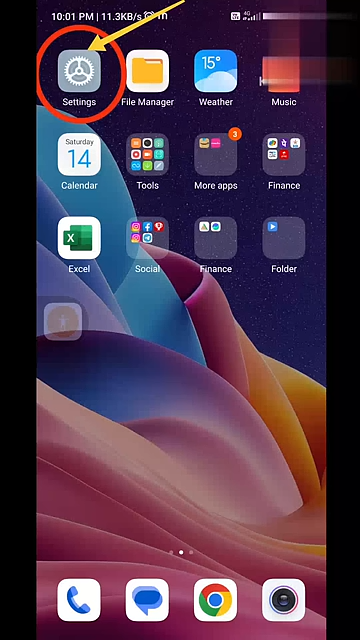 10:01 PM | 11.3KB/s
4G
Settings
File Manager
15°
Weather
Music
Saturday
14
Calendar
Tools
3
More apps
Finance
X
Excel
Social
Finance
Folder